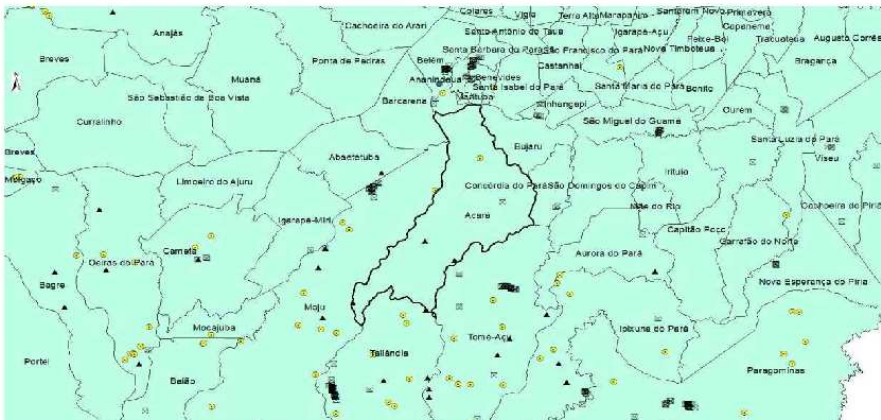 Colares Vigia Terra Alta Marapanim Santarém Novo Primavera
Cachoeira do Arari Santo Antônio do Tauá Igarapé-Açu Capanema
Anajás Peixe-Boi Tracuateua Augusto Corrêa
Breves Ponta de Pedras Santa Bárbara do Pará São Francisco do Pará Nova Timboteua
Belém Castanhal Bragança
Muaná Ananindeua Benevides
Santa Isabel do Pará Santa Maria do Pará Bonito
São Sebastião da Boa Vista Barcarena Marituba Inhangapi Ourém
Curralinho São Miguel do Guamá
Bujaru Santa Luzia do Pará
Breves Abaetetuba Viseu
Melgaço Limoeiro do Ajuru Concórdia do Pará São Domingos do Capim Irituia
Mãe do Rio Cachoeira do Piriá
Igarapé-Miri Acará Capitão Poço
Cametá Garrafão do Norte
Oeiras do Pará Aurora do Pará
Bagre Nova Esperança do Piriá
Moju
Mocajuba Ipixuna do Pará
Tomé-Açu
Portel Tailândia
Baião Paragominas